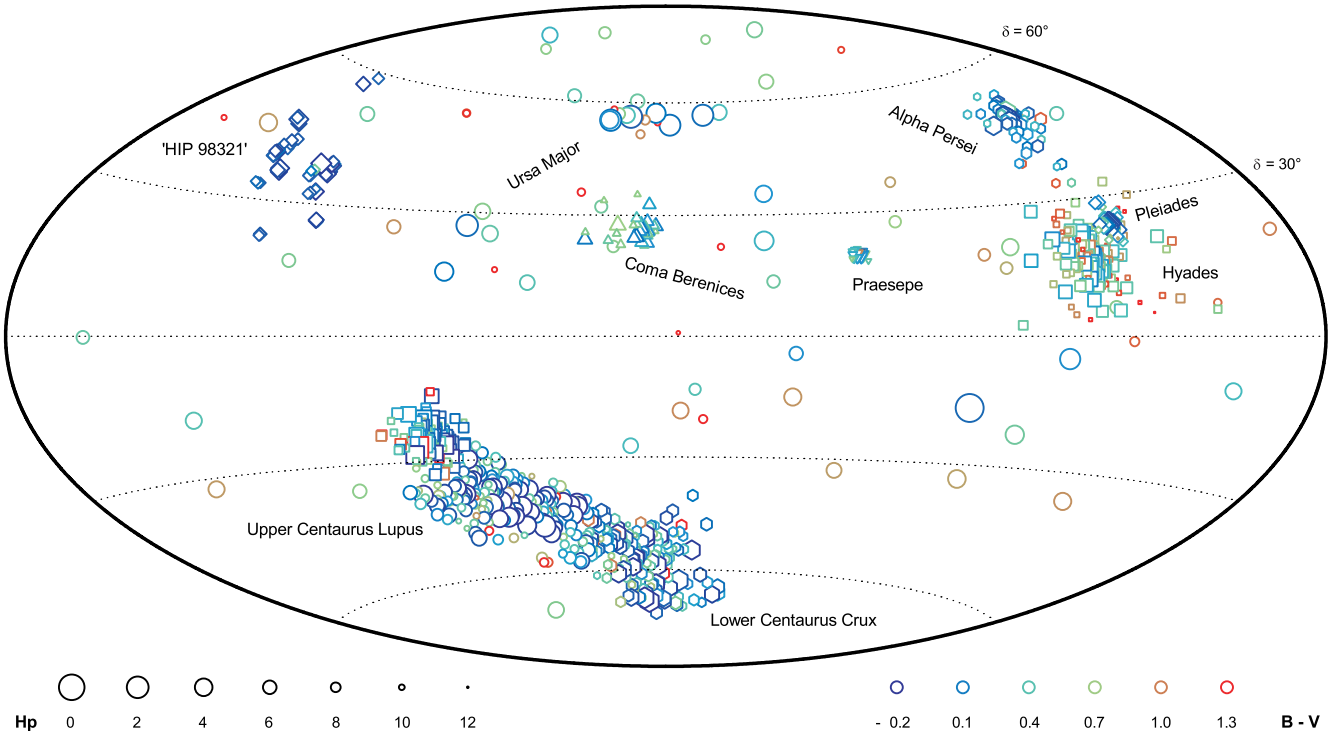 δ = 60°
Alpha Persei
'HIP 98321'
Ursa Major
δ = 30°
Pleiades
Coma Berenices
Praesepe
Hyades
Upper Centaurus Lupus
Lower Centaurus Crux
Hp 0 2 4 6 8 10 12
- 0.2 0.1 0.4 0.7 1.0 1.3 B - V